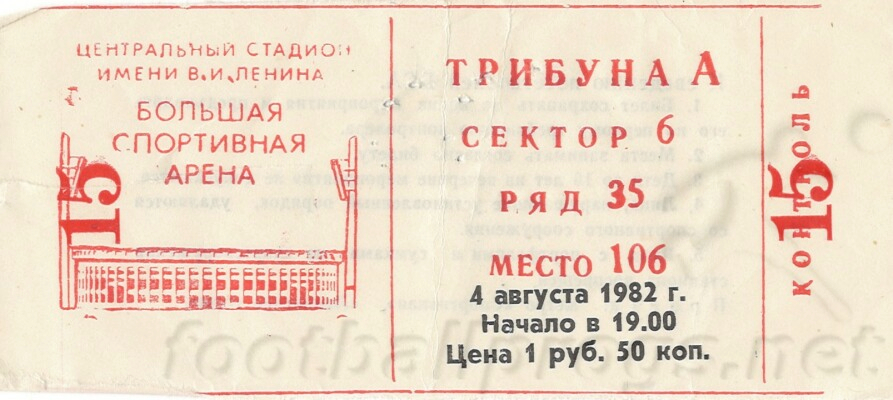 ЦЕНТРАЛЬНЫЙ СТАДИОН
ИМЕНИ В.И.ЛЕНИНА
БОЛЬШАЯ
СПОРТИВНАЯ
АРЕНА
15
ТРИБУНА А
СЕКТОР 6
РЯД 35
МЕСТО 106
4 августа 1982 г.
Начало в 19.00
Цена 1 руб. 50 коп.
КОНТРОЛЬ
15
footballprogs.net